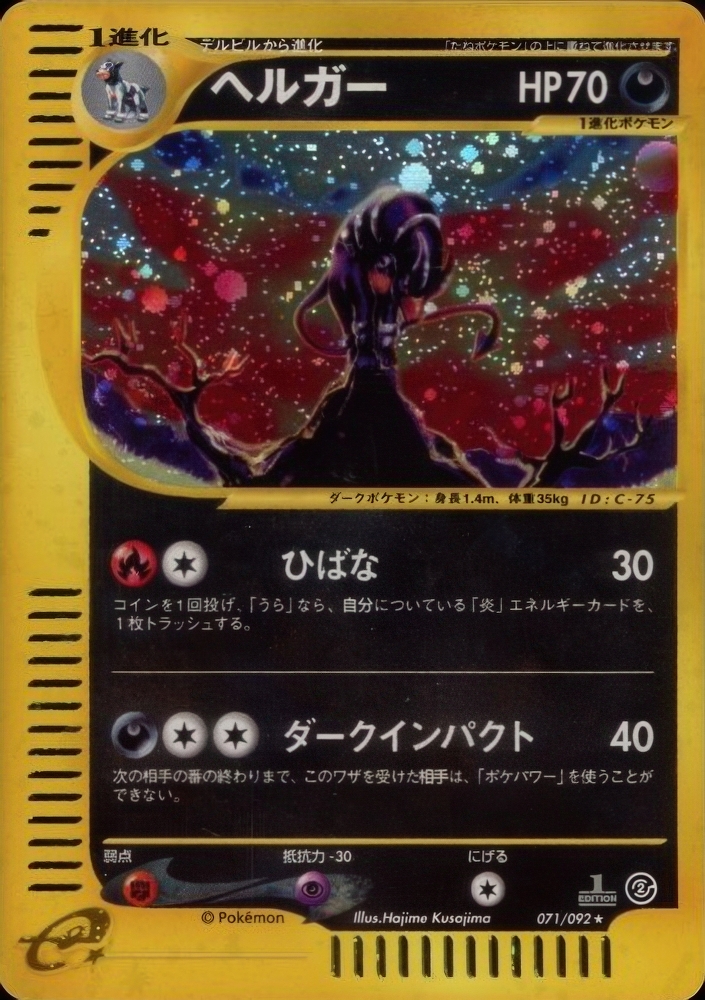 1進化
デルビルから進化
「たねポケモン」の上に重ねて進化させます
ヘルガー
HP70
1進化ポケモン
ダークポケモン：身長1.4m、体重35kg ID:C-75
ひばな 30
コインを1回投げ、「うら」なら、自分についている「炎」エネルギーカードを、
1枚トラッシュする。
ダークインパクト 40
次の相手の番の終わりまで、このワザを受けた相手は、「ポケパワー」を使うことが
できない。
弱点
抵抗力 -30
にげる
1
EDITION
2
© Pokémon
Illus.Hajime Kusajima
071/092★
e